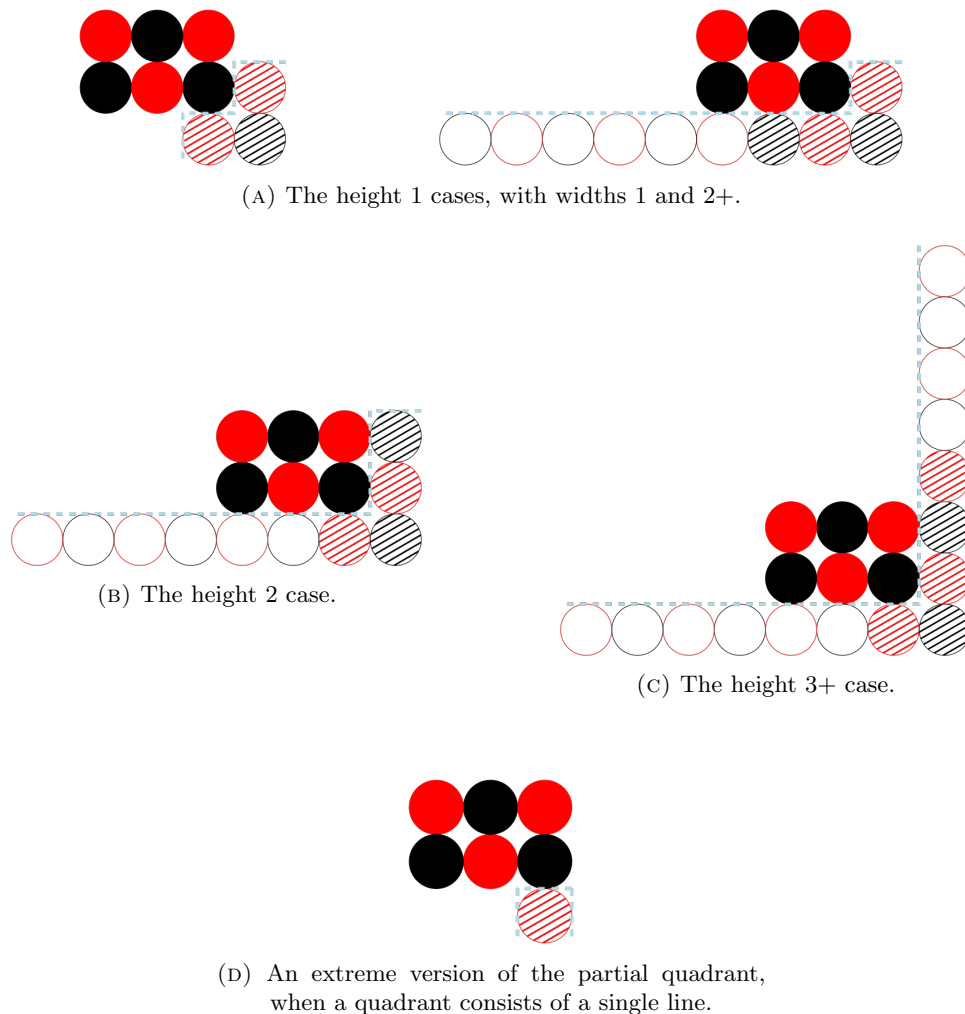 (A) The height 1 cases, with widths 1 and 2+.
(B) The height 2 case.
(C) The height 3+ case.
(D) An extreme version of the partial quadrant,
when a quadrant consists of a single line.